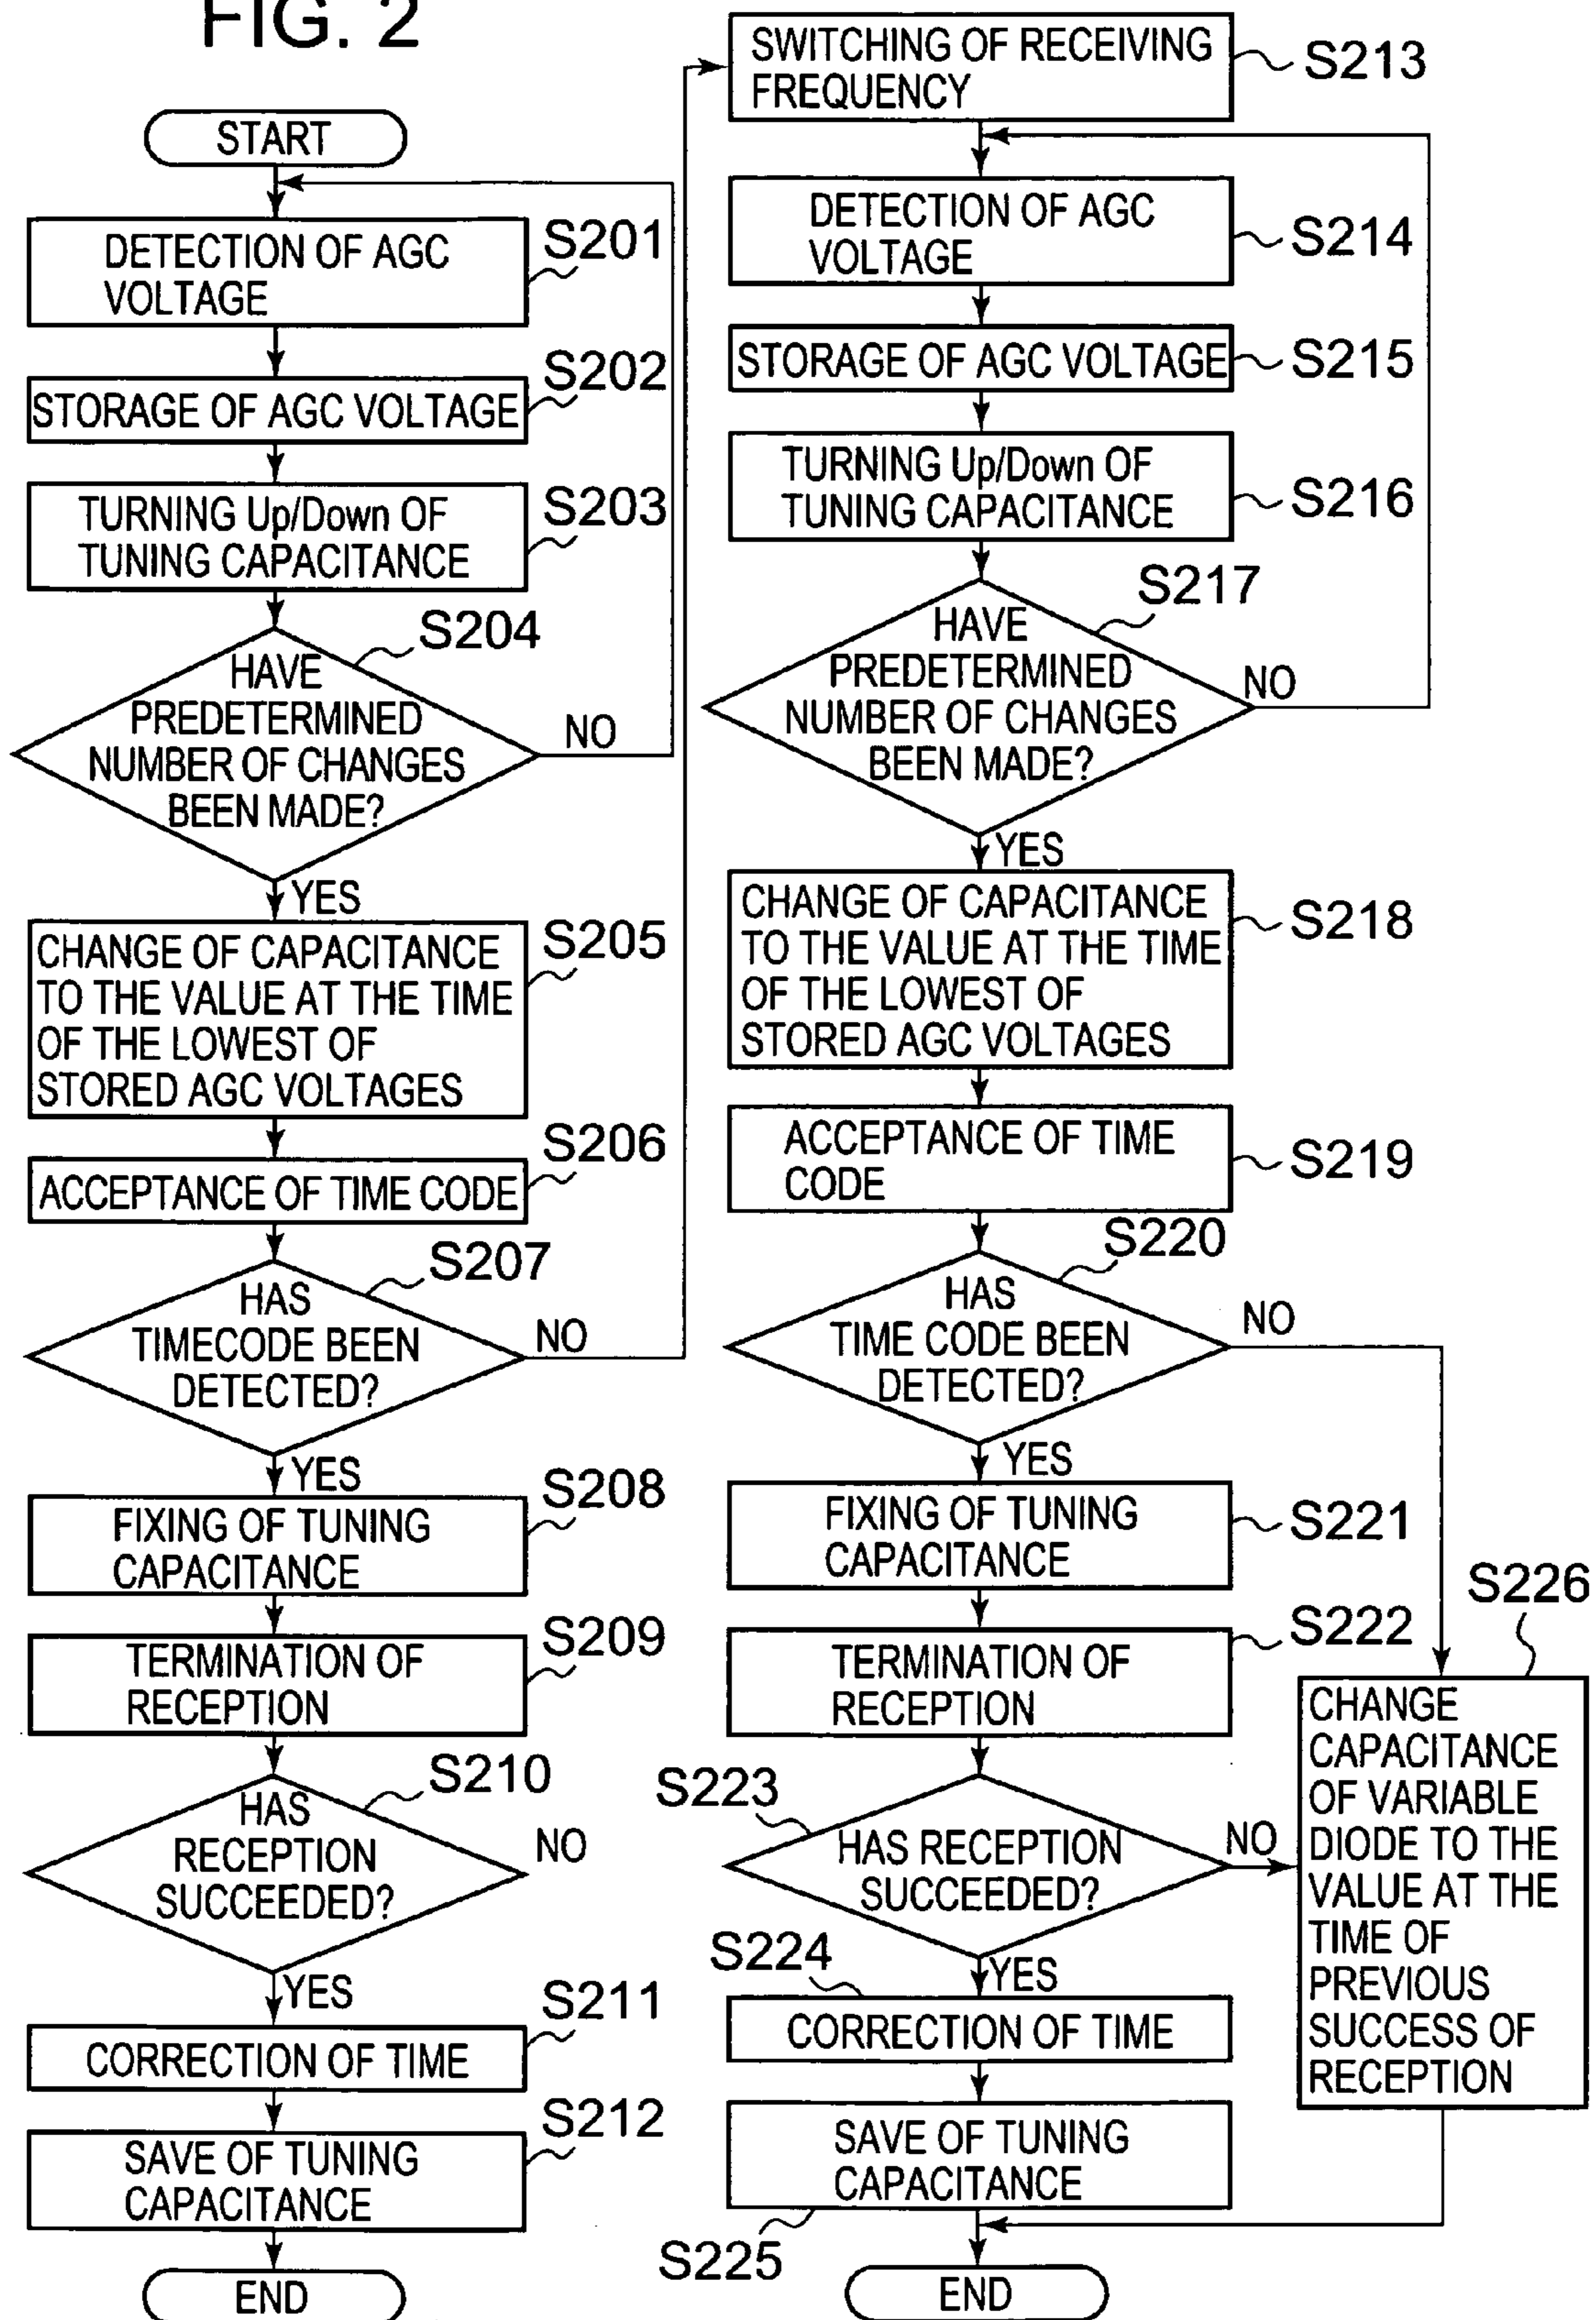 FIG. 2
START
DETECTION OF AGC
VOLTAGE
S201
STORAGE OF AGC VOLTAGE
S202
TURNING Up/Down OF
TUNING CAPACITANCE
S203
HAVE
PREDETERMINED
NUMBER OF CHANGES
BEEN MADE?
S204
NO
YES
CHANGE OF CAPACITANCE
TO THE VALUE AT THE TIME
OF THE LOWEST OF
STORED AGC VOLTAGES
S205
ACCEPTANCE OF TIME CODE
S206
HAS
TIMECODE BEEN
DETECTED?
S207
NO
YES
FIXING OF TUNING
CAPACITANCE
S208
TERMINATION OF
RECEPTION
S209
HAS
RECEPTION
SUCCEEDED?
S210
NO
YES
CORRECTION OF TIME
S211
SAVE OF TUNING
CAPACITANCE
S212
END
SWITCHING OF RECEIVING
FREQUENCY
S213
DETECTION OF AGC
VOLTAGE
S214
STORAGE OF AGC VOLTAGE
S215
TURNING Up/Down OF
TUNING CAPACITANCE
S216
HAVE
PREDETERMINED
NUMBER OF CHANGES
BEEN MADE?
S217
NO
YES
CHANGE OF CAPACITANCE
TO THE VALUE AT THE TIME
OF THE LOWEST OF
STORED AGC VOLTAGES
S218
ACCEPTANCE OF TIME
CODE
S219
HAS
TIME CODE BEEN
DETECTED?
S220
NO
YES
FIXING OF TUNING
CAPACITANCE
S221
TERMINATION OF
RECEPTION
S222
HAS RECEPTION
SUCCEEDED?
S223
NO
YES
CORRECTION OF TIME
S224
SAVE OF TUNING
CAPACITANCE
S225
END
S226
CHANGE
CAPACITANCE
OF VARIABLE
DIODE TO THE
VALUE AT THE
TIME OF
PREVIOUS
SUCCESS OF
RECEPTION